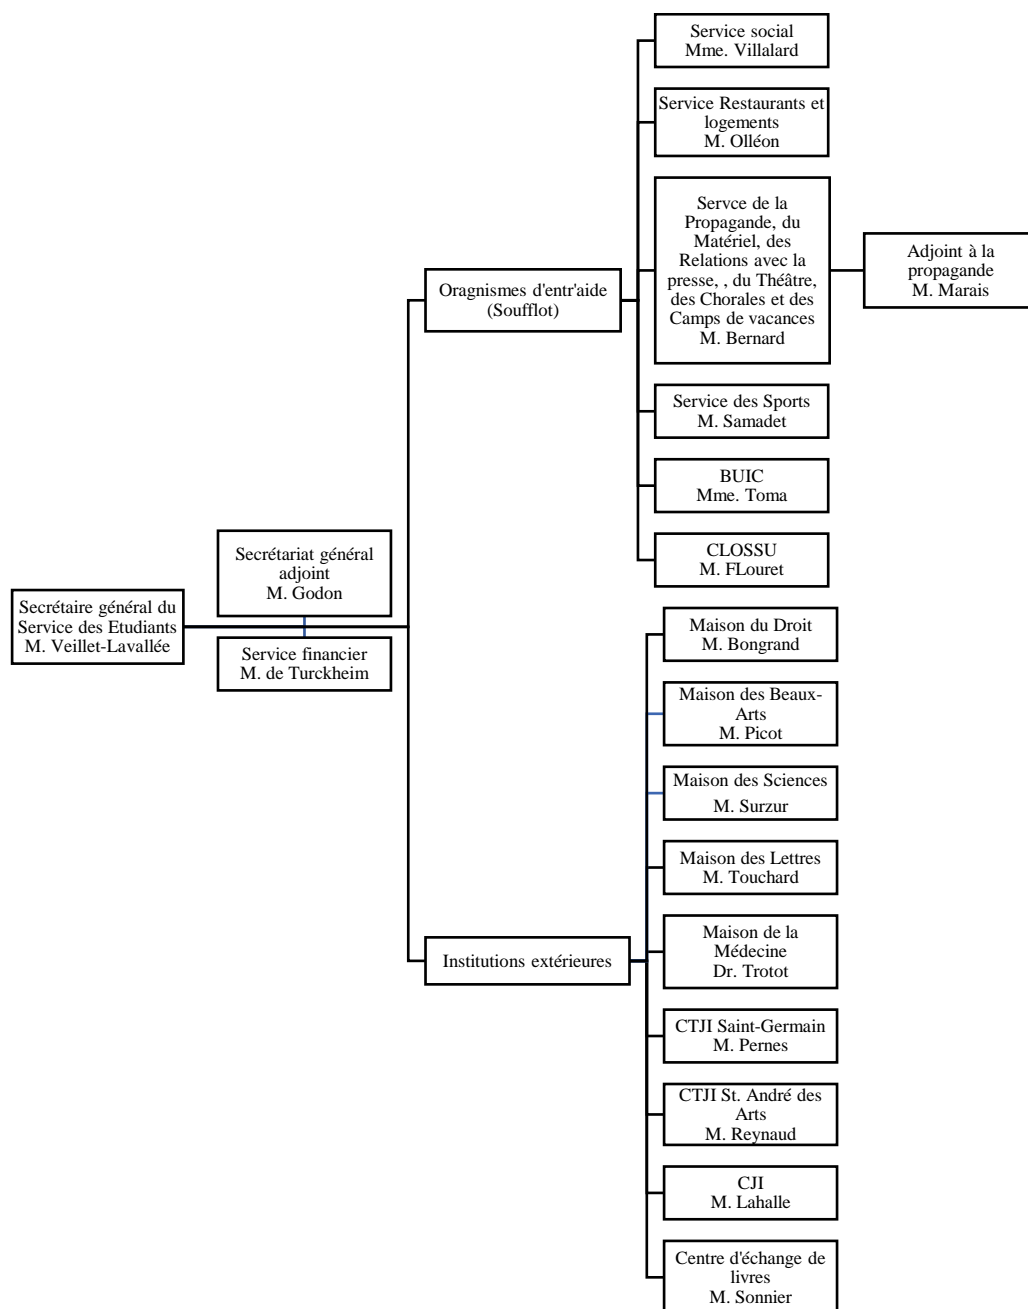 Secrétaire général du
Service des Etudiants
M. Veillet-Lavallée
Secrétariat général
adjoint
M. Godon
Service financier
M. de Turckheim
Oragnismes d'entr'aide
(Soufflot)
Service social
Mme. Villalard
Service Restaurants et
logements
M. Olléon
Servce de la
Propagande, du
Matériel, des
Relations avec la
presse, , du Théâtre,
des Chorales et des
Camps de vacances
M. Bernard
Adjoint à la
propagande
M. Marais
Service des Sports
M. Samadet
BUIC
Mme. Toma
CLOSSU
M. FLouret
Institutions extérieures
Maison du Droit
M. Bongrand
Maison des Beaux-
Arts
M. Picot
Maison des Sciences
M. Surzur
Maison des Lettres
M. Touchard
Maison de la
Médecine
Dr. Trotot
CTJI Saint-Germain
M. Pernes
CTJI St. André des
Arts
M. Reynaud
CJI
M. Lahalle
Centre d'échange de
livres
M. Sonnier